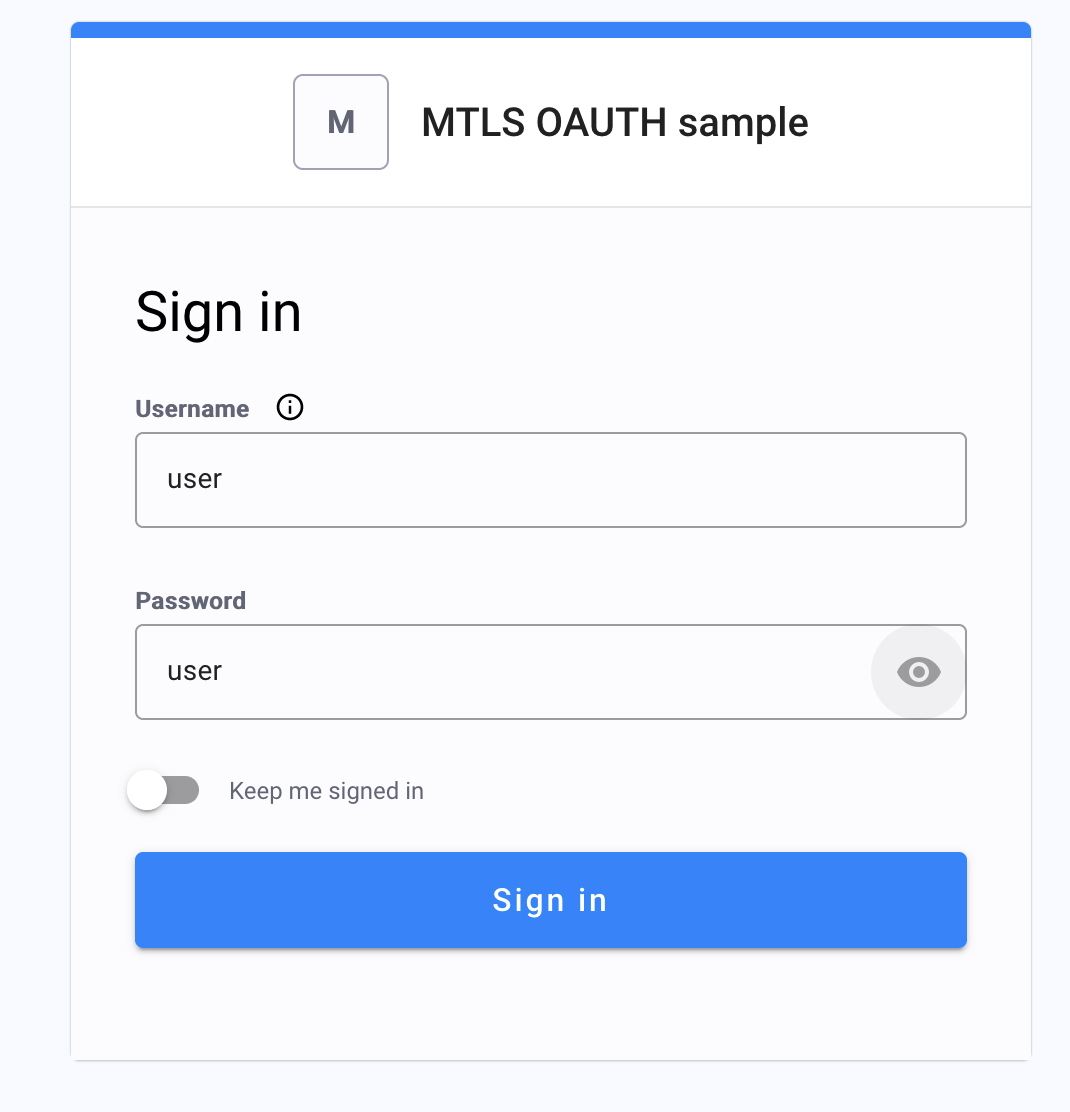 M
MTLS OAUTH sample
Sign in
Username
user
Password
user
Keep me signed in
Sign in